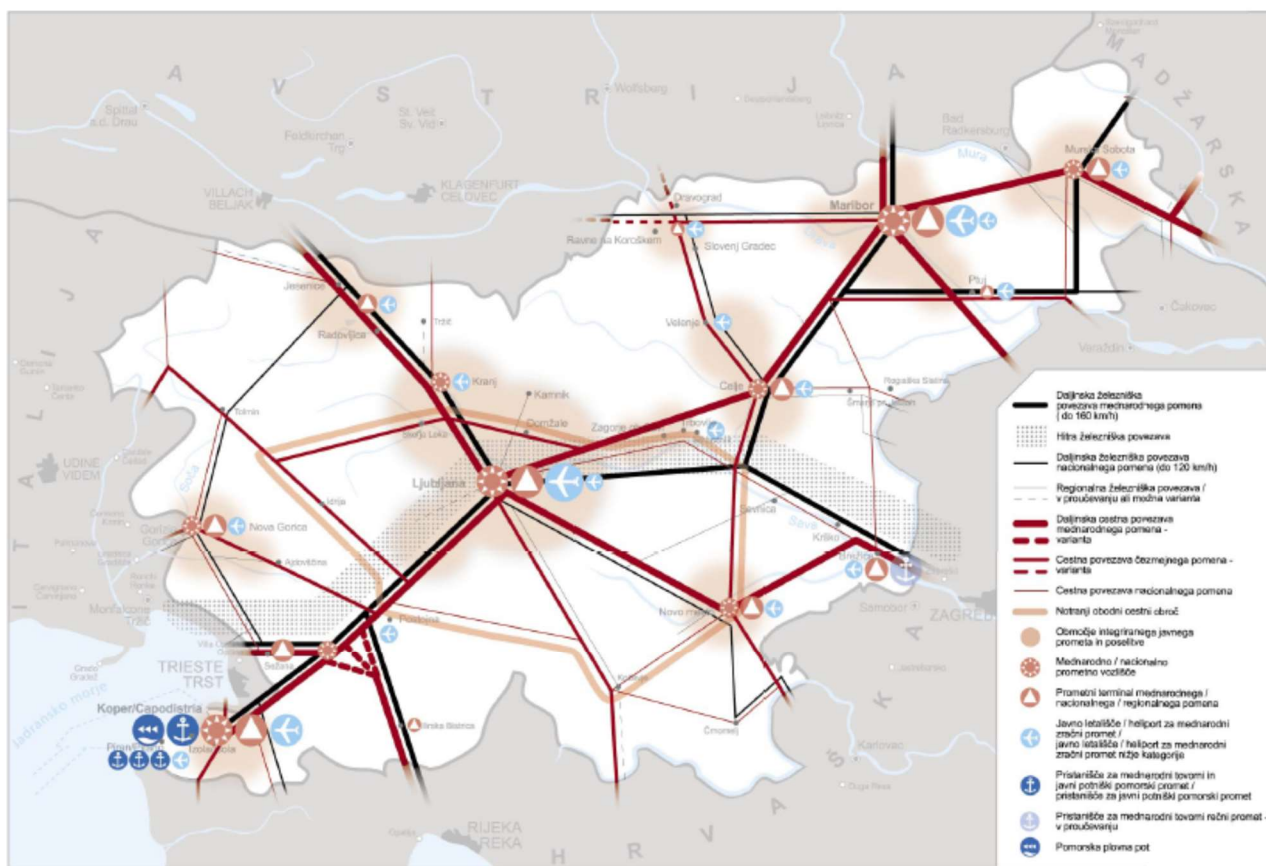 AVSTRIJA
MADŽARSKA
Wolfsberg
Spittal
a.d. Drau
St. Veit
Sv. Vid
Feldkirchen
Trg
Bad
Radkersburg
Mura
Murska Sobota
VILLACH
BELJAK
KLAGENFURT
CELOVEC
Dravograd
Maribor
Ravne na Koroškem
Slovenj Gradec
Drava
Jesenice
Ptuj
Čakovec
Radovljica
Tržič
Velenje
Varaždin
Kranj
Celje
Rogaška Slatina
Kamnik
Tolmin
Domžale
Škofja Loka
Trbovlje
ITALIJA
UDINE
VIDEM
Ljubljana
Idrija
Sevnica
Sava
Krško
Nova Gorica
Ajdovščina
Novo mesto
Samobor
ZAGREB
Postojna
TRIESTE
TRST
Sežana
Kočevje
Črnomelj
Jadransko morje
Koper/Capodistria
Ilirska Bistrica
Karlovac
Duga Resa
RIJEKA
REKA
HRVAŠKA
Daljinska železniška
povezava mednarodnega pomena
( do 160 km/h)
Hitra železniška povezava
Daljinska železniška povezava
nacionalnega pomena (do 120 km/h)
Regionalna železniška povezava /
v proučevanju ali možna varianta
Daljinska cestna povezava
mednarodnega pomena -
varianta
Cestna povezava čezmejnega pomena -
varianta
Cestna povezava nacionalnega pomena
Notranji obodni cestni obroč
Območje integriranega javnega
prometa in poselitve
Mednarodno / nacionalno
prometno vozlišče
Prometni terminal mednarodnega /
nacionalnega / regionalnega pomena
Javno letališče / heliport za mednarodni
zračni promet /
javno letališče / heliport za mednarodni
zračni promet nižje kategorije
Pristanišče za mednarodni tovorni in
javni potniški pomorski promet /
pristanišče za javni potniški pomorski promet
Pristanišče za mednarodni tovorni rečni promet -
v proučevanju
Pomorska plovna pot